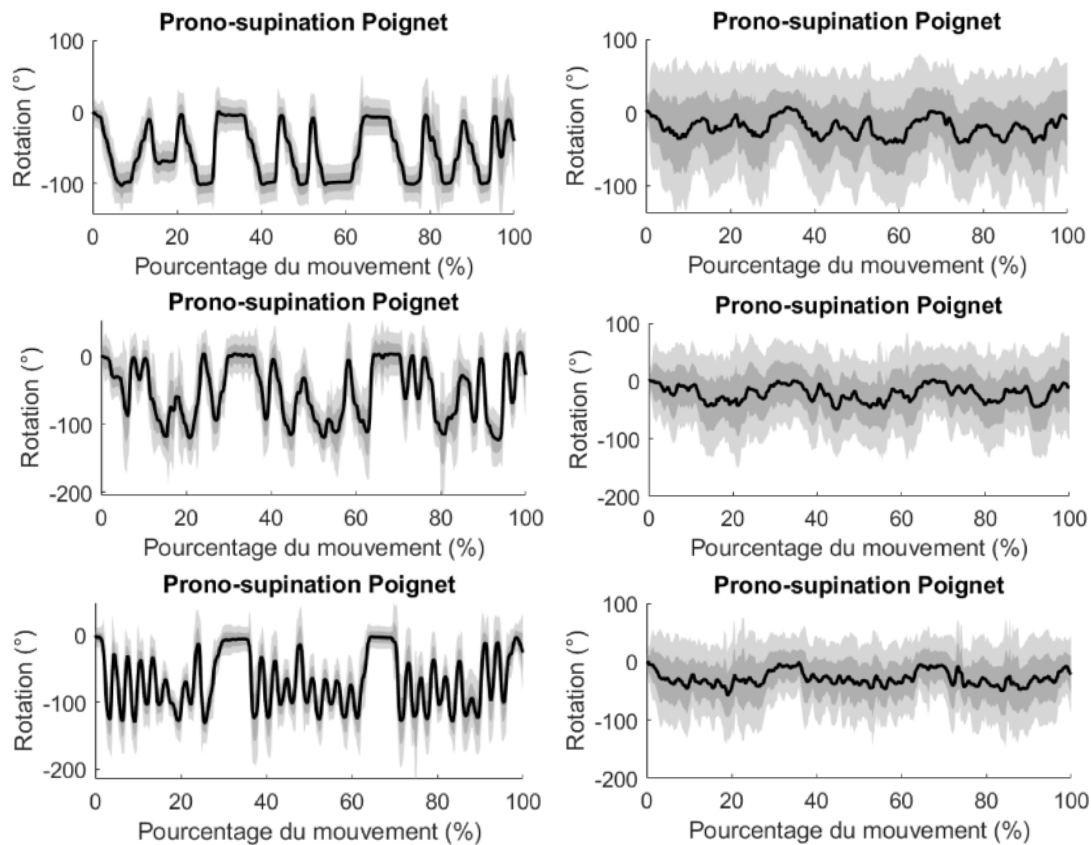 Prono-supination Poignet
100
0
-100
Rotation (°)
0 20 40 60 80 100
Pourcentage du mouvement (%)
Prono-supination Poignet
100
0
-100
Rotation (°)
0 20 40 60 80 100
Pourcentage du mouvement (%)
Prono-supination Poignet
0
-100
-200
Rotation (°)
0 20 40 60 80 100
Pourcentage du mouvement (%)
Prono-supination Poignet
100
0
-100
-200
Rotation (°)
0 20 40 60 80 100
Pourcentage du mouvement (%)
Prono-supination Poignet
0
-100
-200
Rotation (°)
0 20 40 60 80 100
Pourcentage du mouvement (%)
Prono-supination Poignet
100
0
-100
-200
Rotation (°)
0 20 40 60 80 100
Pourcentage du mouvement (%)